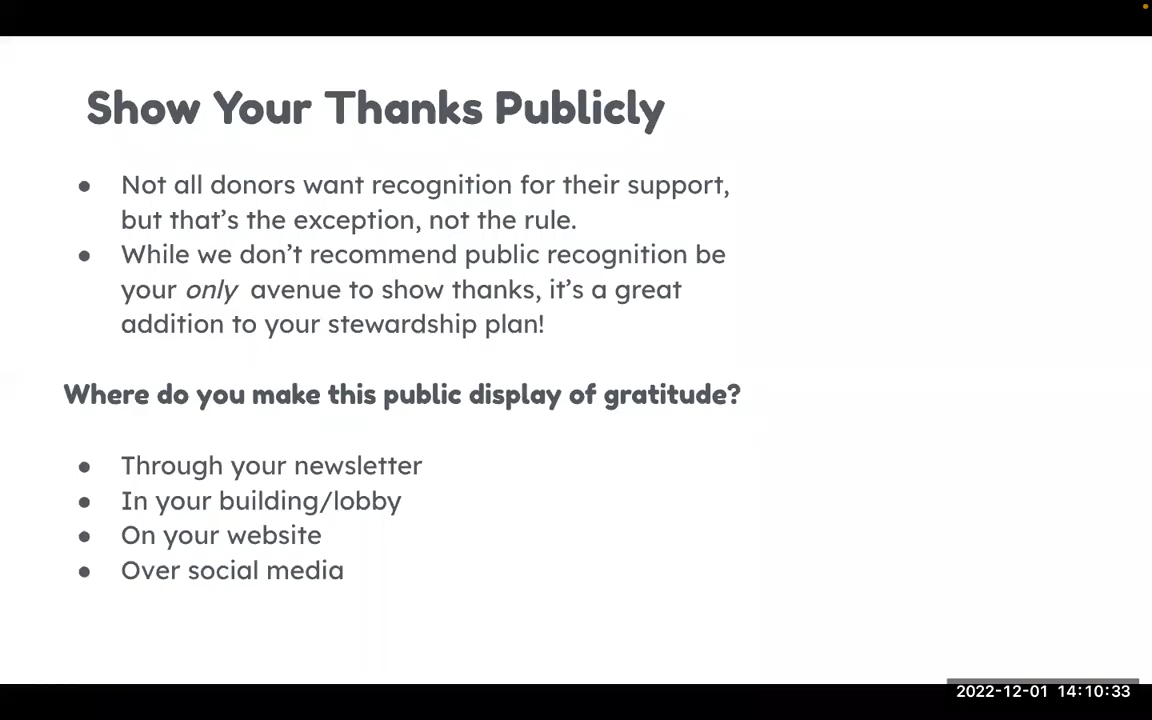 Show Your Thanks Publicly
● Not all donors want recognition for their support,
but that’s the exception, not the rule.
● While we don’t recommend public recognition be
your only avenue to show thanks, it’s a great
addition to your stewardship plan!
Where do you make this public display of gratitude?
● Through your newsletter
● In your building/lobby
● On your website
● Over social media
2022-12-01 14:10:33